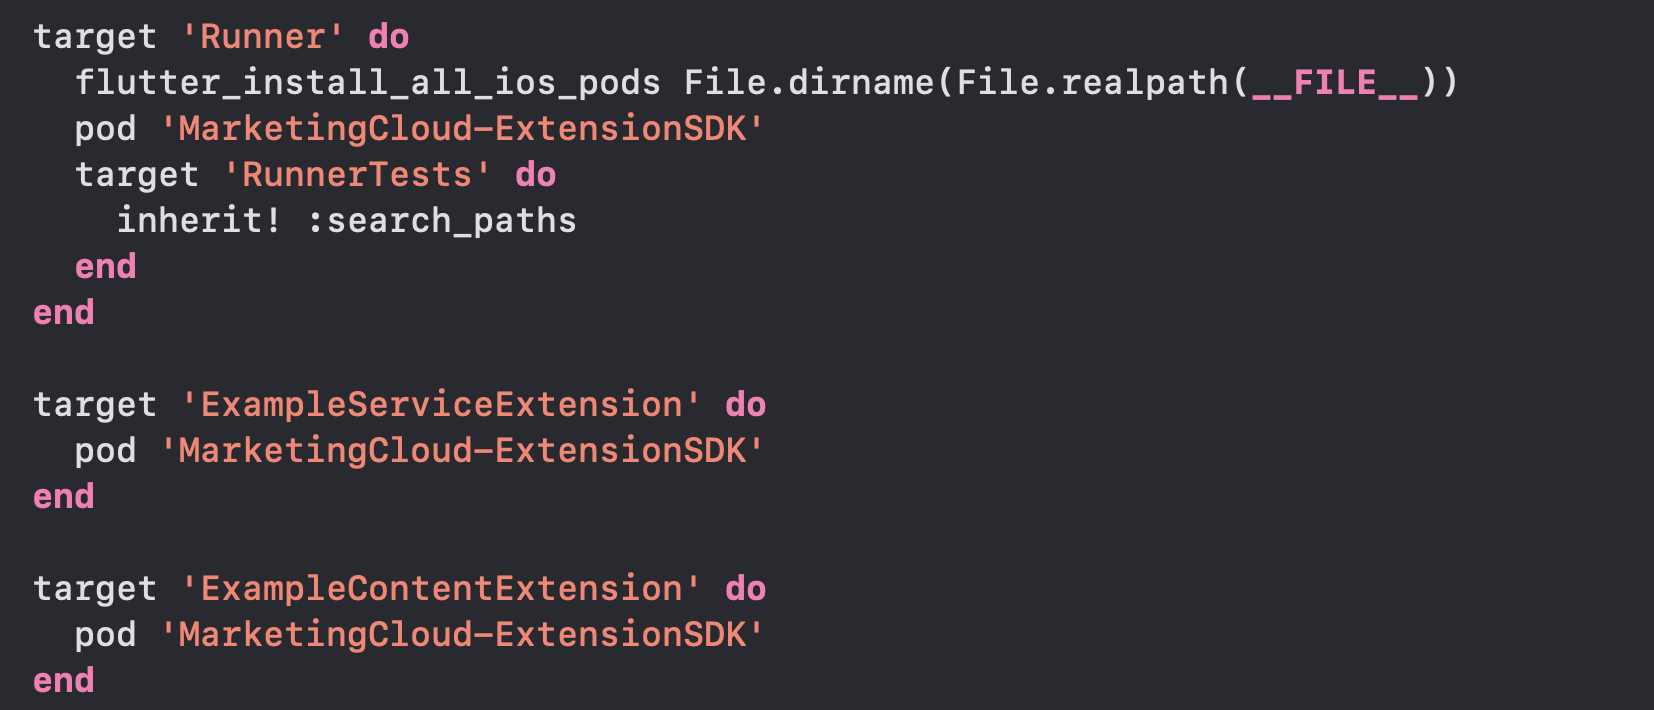 target 'Runner' do
  flutter_install_all_ios_pods File.dirname(File.realpath(__FILE__))
  pod 'MarketingCloud-ExtensionSDK'
  target 'RunnerTests' do
    inherit! :search_paths
  end
end

target 'ExampleServiceExtension' do
  pod 'MarketingCloud-ExtensionSDK'
end

target 'ExampleContentExtension' do
  pod 'MarketingCloud-ExtensionSDK'
end